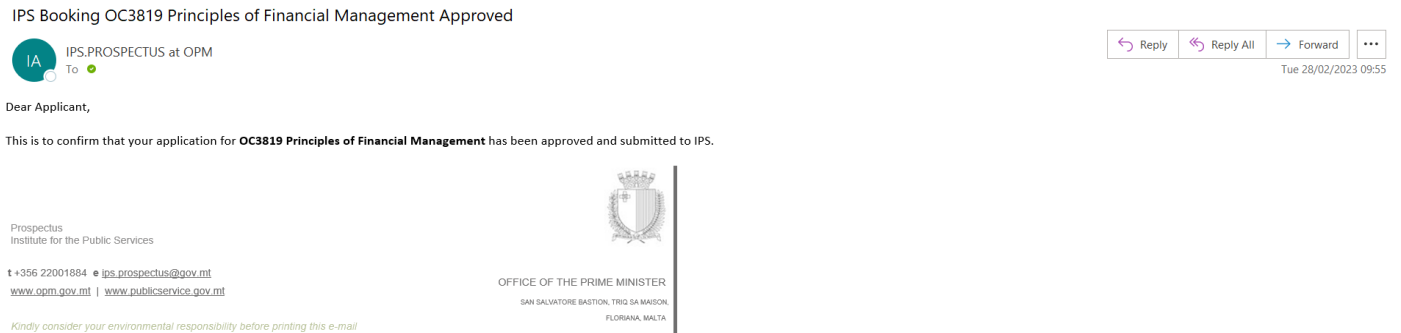 IPS Booking OC3819 Principles of Financial Management Approved
IA
IPS.PROSPECTUS at OPM
To
Reply
Reply All
Forward
Tue 28/02/2023 09:55
Dear Applicant,
This is to confirm that your application for OC3819 Principles of Financial Management has been approved and submitted to IPS.
Prospectus
Institute for the Public Services
t +356 22001884 e ips.prospectus@gov.mt
www.opm.gov.mt | www.publicservice.gov.mt
Kindly consider your environmental responsibility before printing this e-mail
OFFICE OF THE PRIME MINISTER
SAN SALVATORE BASTION, TRIQ SA MAISON,
FLORIANA, MALTA